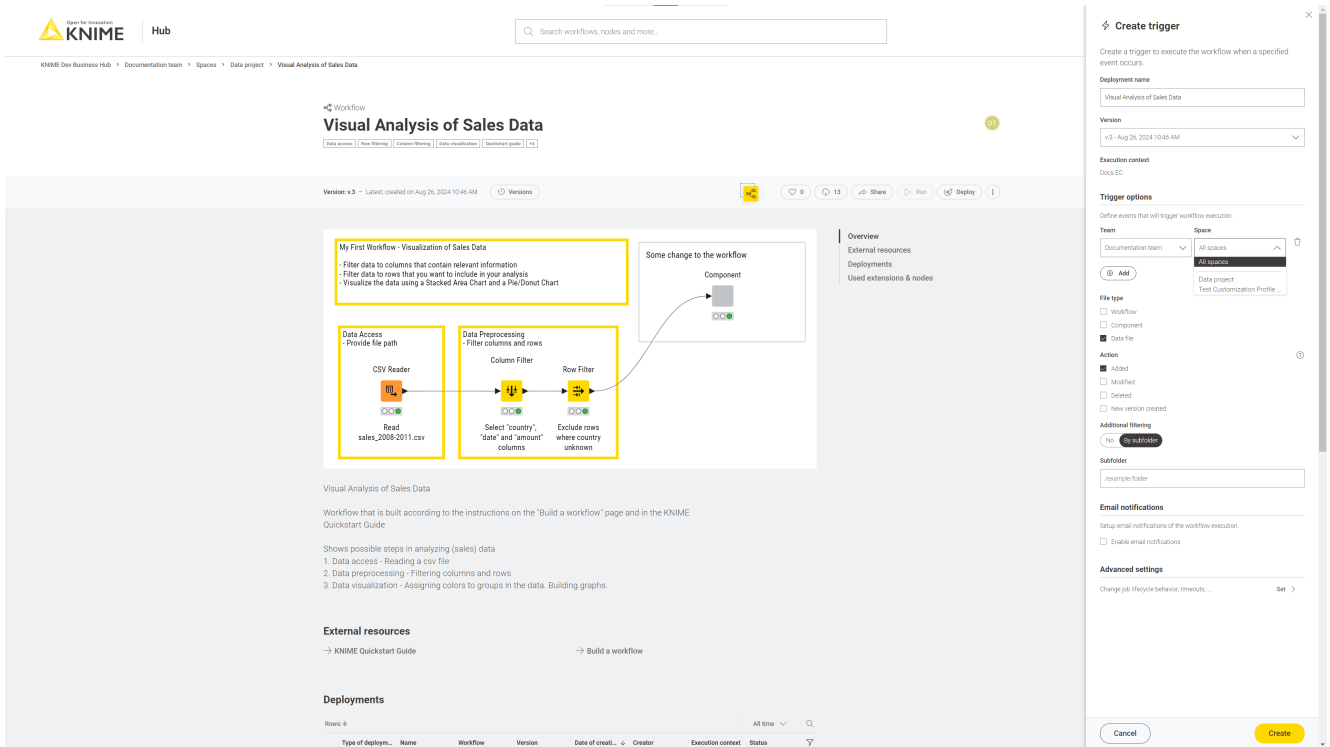 Open for Innovation
KNIME
Hub
Search workflows, nodes and more...
KNIME Dev Business Hub > Documentation team > Spaces > Data project > Visual Analysis of Sales Data
Workflow
Visual Analysis of Sales Data
Data access
Row filtering
Column filtering
Data visualization
Quickstart guide
+3
Version: v.3 – Latest, created on Aug 26, 2024 10:46 AM
Versions
0
13
Share
Run
Deploy
My First Workflow - Visualization of Sales Data
- Filter data to columns that contain relevant information
- Filter data to rows that you want to include in your analysis
- Visualize the data using a Stacked Area Chart and a Pie/Donut Chart
Some change to the workflow
Component
Data Access
- Provide file path
CSV Reader
Read
sales_2008-2011.csv
Data Preprocessing
- Filter columns and rows
Column Filter
Select "country",
"date" and "amount"
columns
Row Filter
Exclude rows
where country
unknown
Overview
External resources
Deployments
Used extensions & nodes
Visual Analysis of Sales Data
Workflow that is built according to the instructions on the "Build a workflow" page and in the KNIME
Quickstart Guide
Shows possible steps in analyzing (sales) data
1. Data access - Reading a csv file
2. Data preprocessing - Filtering columns and rows
3. Data visualization - Assigning colors to groups in the data. Building graphs.
External resources
KNIME Quickstart Guide
Build a workflow
Deployments
Rows: 6
All time
Type of deploym...
Name
Workflow
Version
Date of creati...
Creator
Execution context
Status
Create trigger
Create a trigger to execute the workflow when a specified
event occurs.
Deployment name
Visual Analysis of Sales Data
Version
v.3 - Aug 26, 2024 10:46 AM
Execution context
Docs EC
Trigger options
Define events that will trigger workflow execution.
Team
Space
Documentation team
All spaces
All spaces
Data project
Test Customization Profile ...
Add
File type
Workflow
Component
Data file
Action
Added
Modified
Deleted
New version created
Additional filtering
No
By subfolder
Subfolder
/example/folder
Email notifications
Setup email notifications of the workflow execution.
Enable email notifications
Advanced settings
Change job lifecycle behavior, timeouts, ...
Set
Cancel
Create